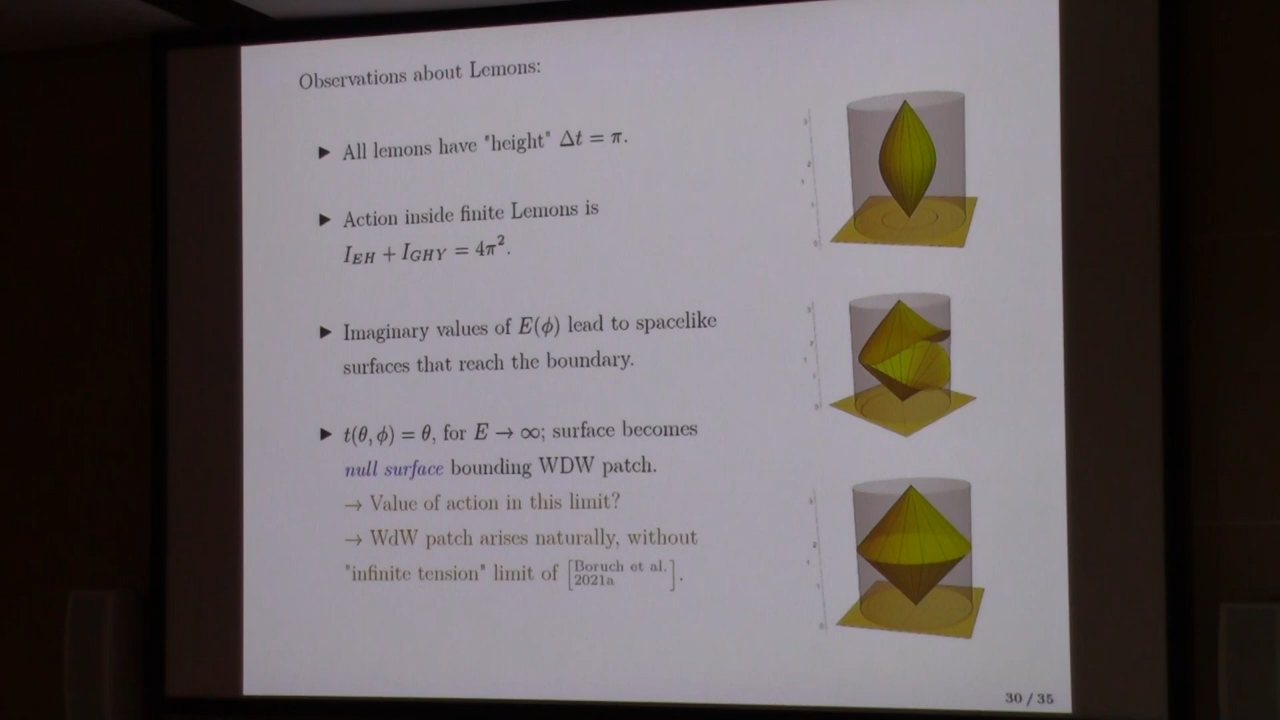 Observations about Lemons:
▶ All lemons have "height" Δt = π.
▶ Action inside finite Lemons is
I_EH + I_GHY = 4π².
▶ Imaginary values of E(ϕ) lead to spacelike
surfaces that reach the boundary.
▶ t(θ, ϕ) = θ, for E → ∞; surface becomes
null surface bounding WDW patch.
→ Value of action in this limit?
→ WdW patch arises naturally, without
"infinite tension" limit of [Boruch et al.
2021a].
30 / 35